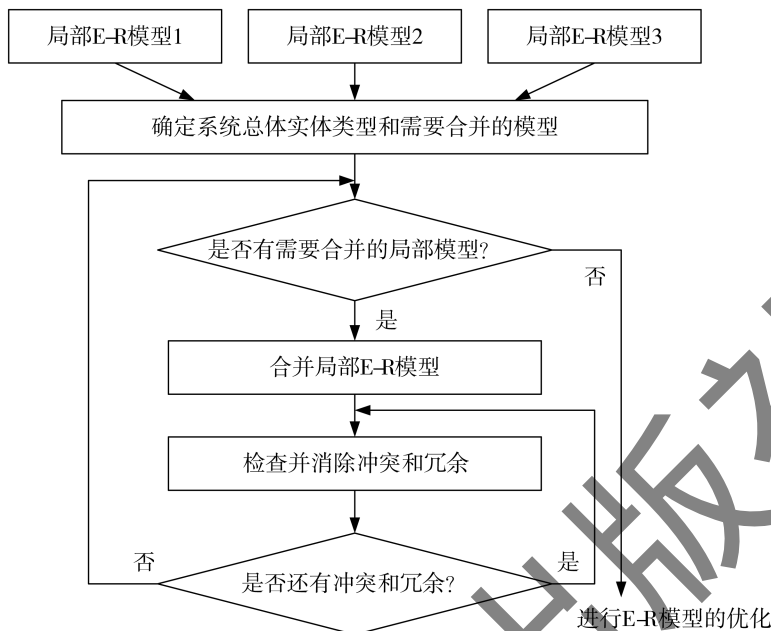 局部E-R模型1
局部E-R模型2
局部E-R模型3
确定系统总体实体类型和需要合并的模型
是否有需要合并的局部模型？
否
是
合并局部E-R模型
检查并消除冲突和冗余
否
是否还有冲突和冗余？
是
进行E-R模型的优化
版